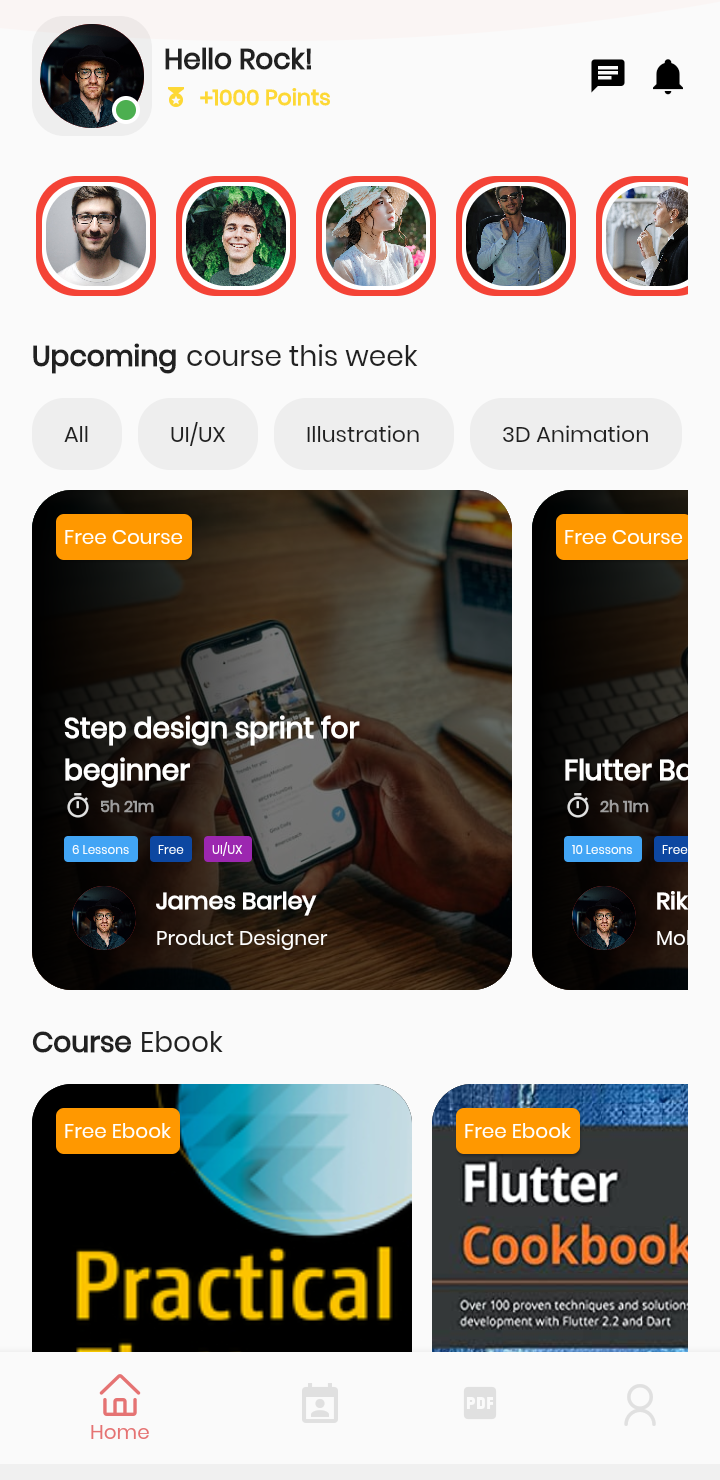 Hello Rock!
+1000 Points
Upcoming course this week
All
UI/UX
Illustration
3D Animation
Free Course
Step design sprint for
beginner
5h 21m
6 Lessons
Free
UI/UX
James Barley
Product Designer
Free Course
Flutter
2h 11m
10 Lessons
Free
Rik
Course Ebook
Free Ebook
Practical
Free Ebook
Flutter
Cookbook
Over 100 proven techniques and solutions
development with Flutter 2.2 and Dart
Home
PDF